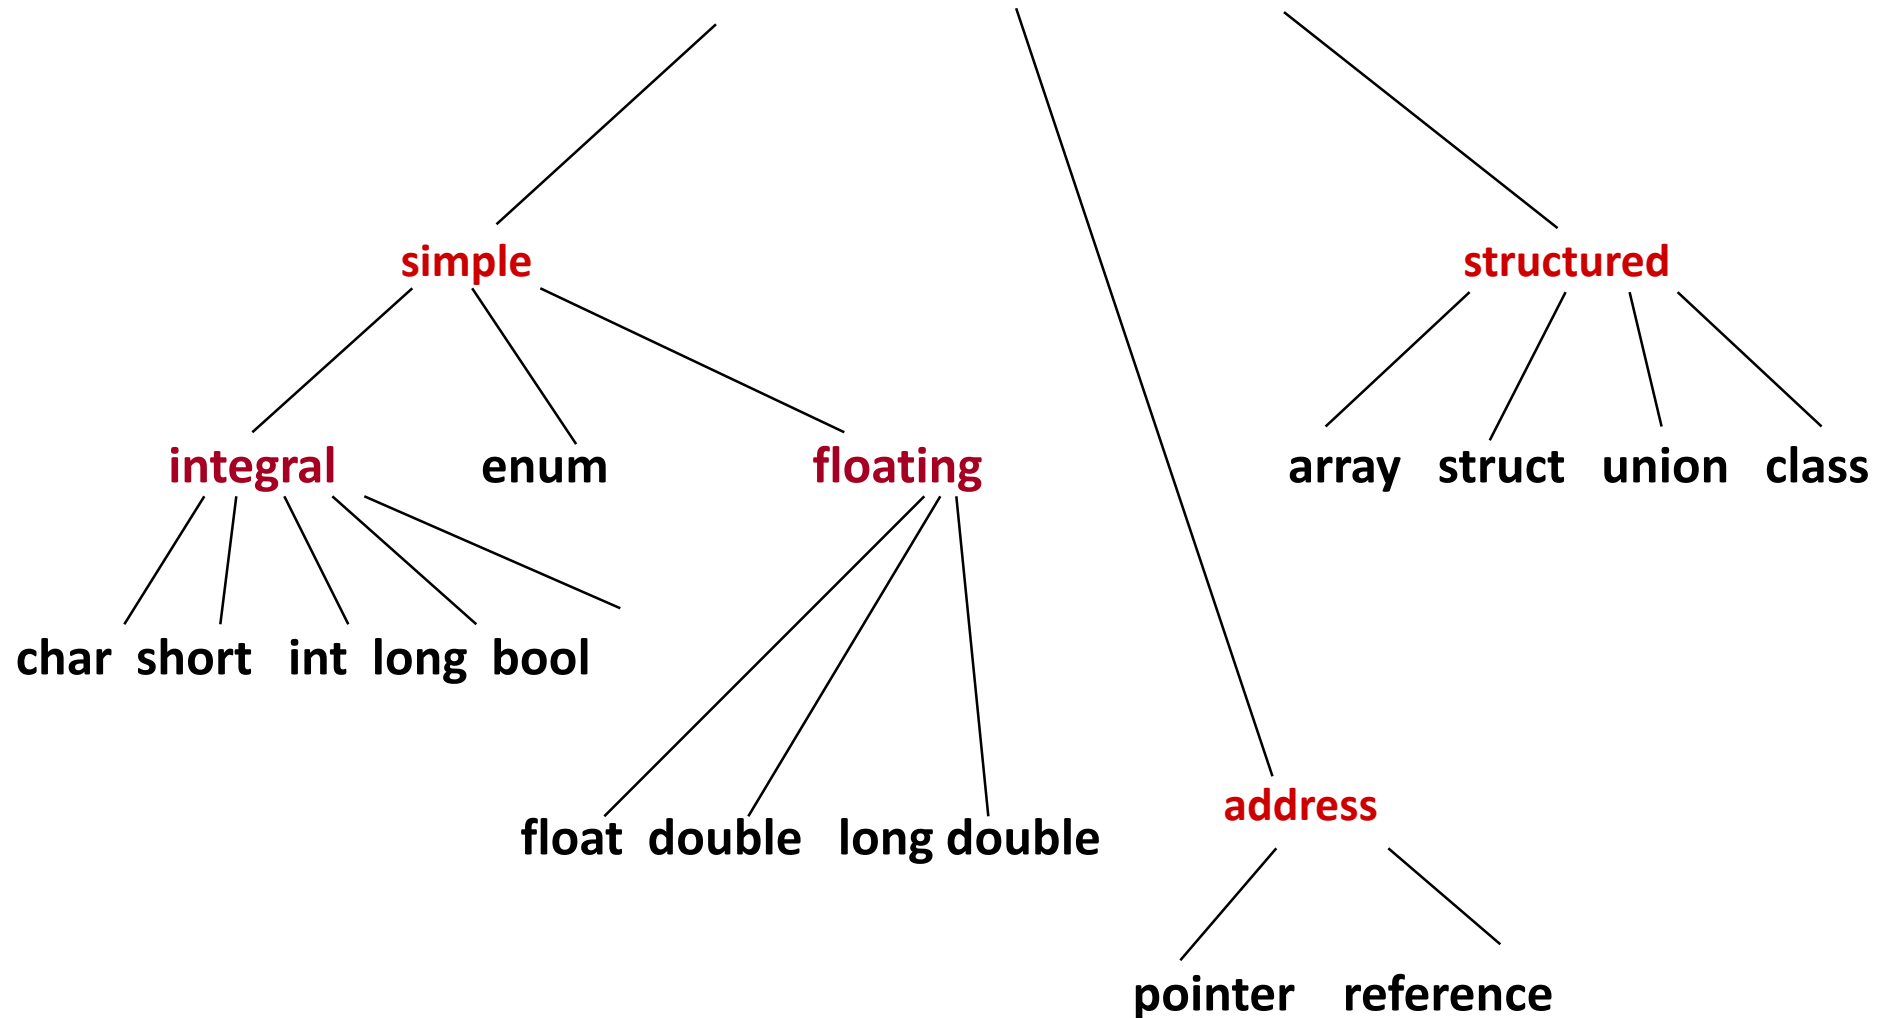 simple structured
integral enum floating array struct union class
char short int long bool
address
float double long double
pointer reference